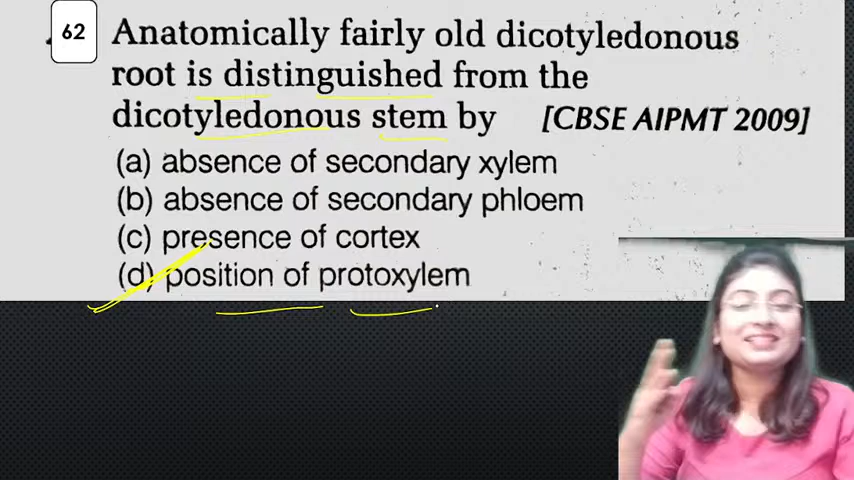 62
Anatomically fairly old dicotyledonous
root is distinguished from the
dicotyledonous stem by [CBSE AIPMT 2009]
(a) absence of secondary xylem
(b) absence of secondary phloem
(c) presence of cortex
(d) position of protoxylem